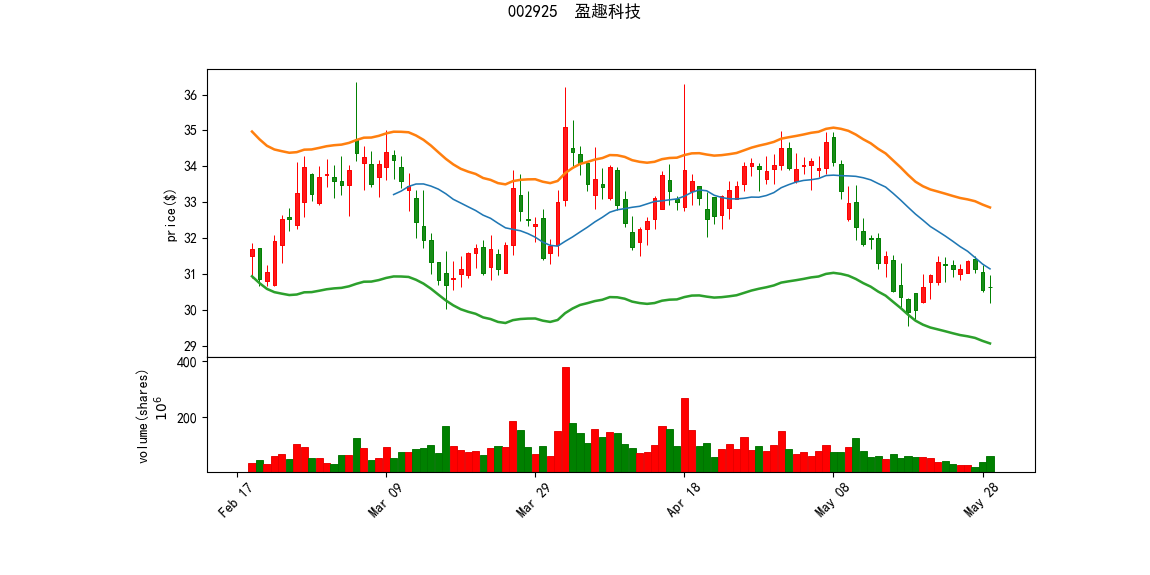 002925  盈趣科技
price($)
36
35
34
33
32
31
30
29
volume(shares)
10^6
400
200
Feb 17
Mar 09
Mar 29
Apr 18
May 08
May 28